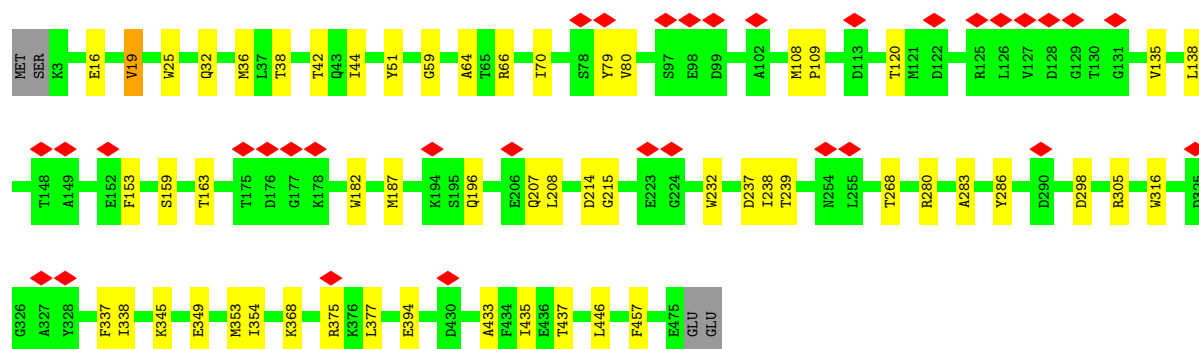 MET SER K3 E16 V19 W25 Q32 M36 L37 T38 T42 Q43 I44 Y51 G59 A64 T65 R66 I70 S78 Y79 V80 S97 E98 D99 A102 M108 P109 D113 T120 M121 D122 R125 L126 V127 D128 G129 T130 G131 V135 L138
T148 A149 E152 F153 S159 T163 T175 D176 G177 K178 W182 M187 K194 S195 Q196 E206 Q207 L208 D214 G215 E223 G224 W232 D237 I238 T239 N254 L255 T268 R280 A283 Y286 D290 D298 R305 W316 D325
G326 A327 Y328 F337 I338 K345 E349 M353 I354 K368 R375 K376 L377 E394 D430 A433 F434 I435 E436 T437 L446 F457 E475 GLU GLU